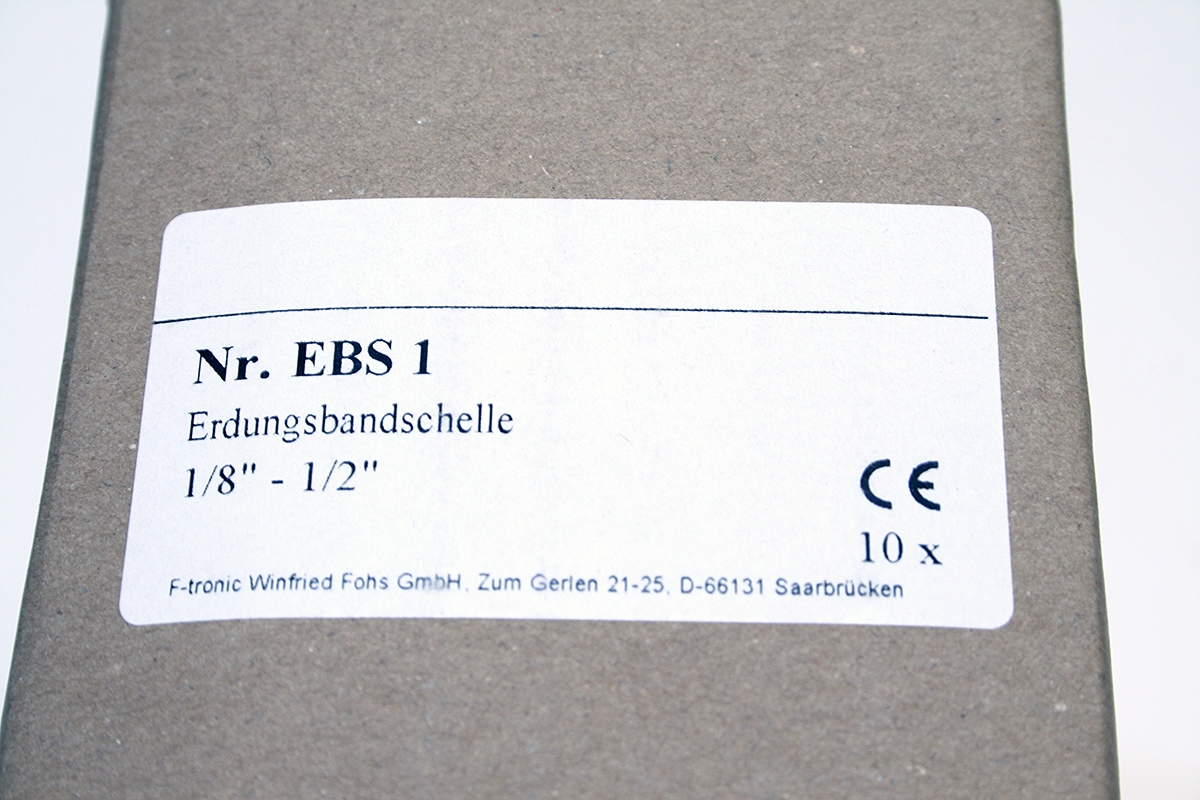 Nr. EBS 1
Erdungsbandschelle
1/8" - 1/2"
CE
10 x
F-tronic Winfried Fohs GmbH, Zum Gerlen 21-25, D-66131 Saarbrücken